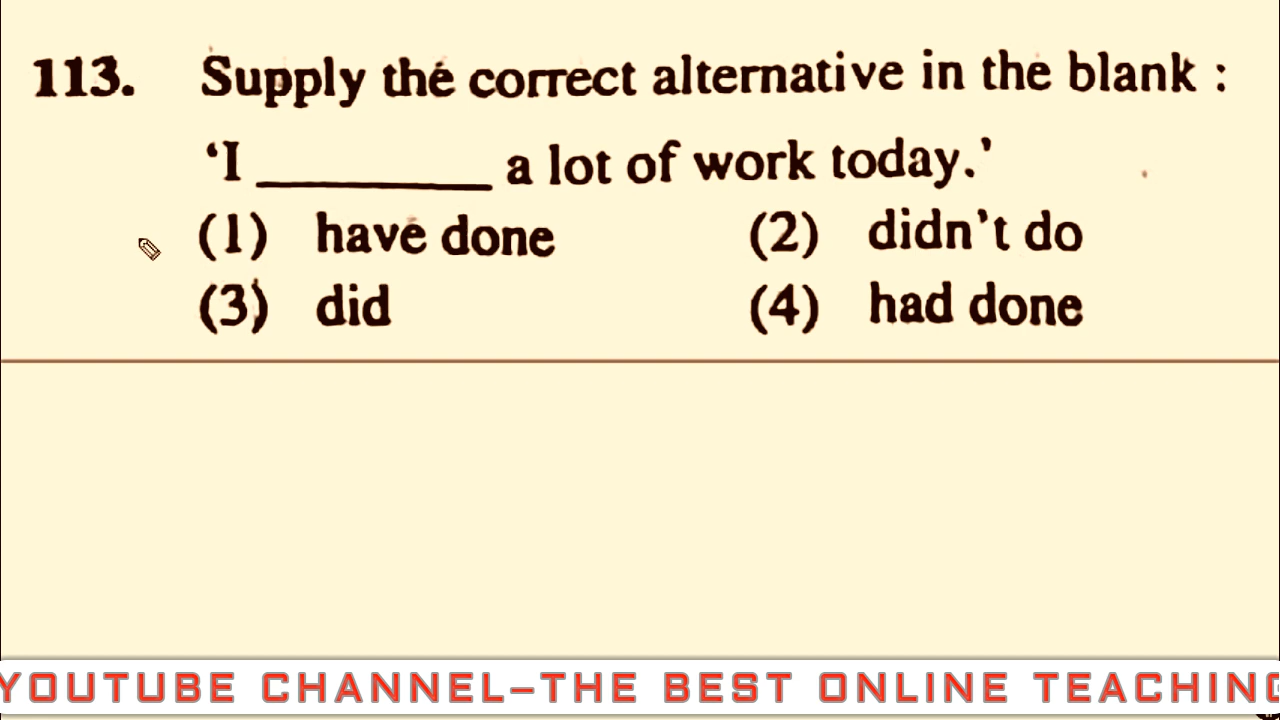 113. Supply the correct alternative in the blank :
‘I ________ a lot of work today.’
(1) have done (2) didn’t do
(3) did (4) had done
YOUTUBE CHANNEL–THE BEST ONLINE TEACHING